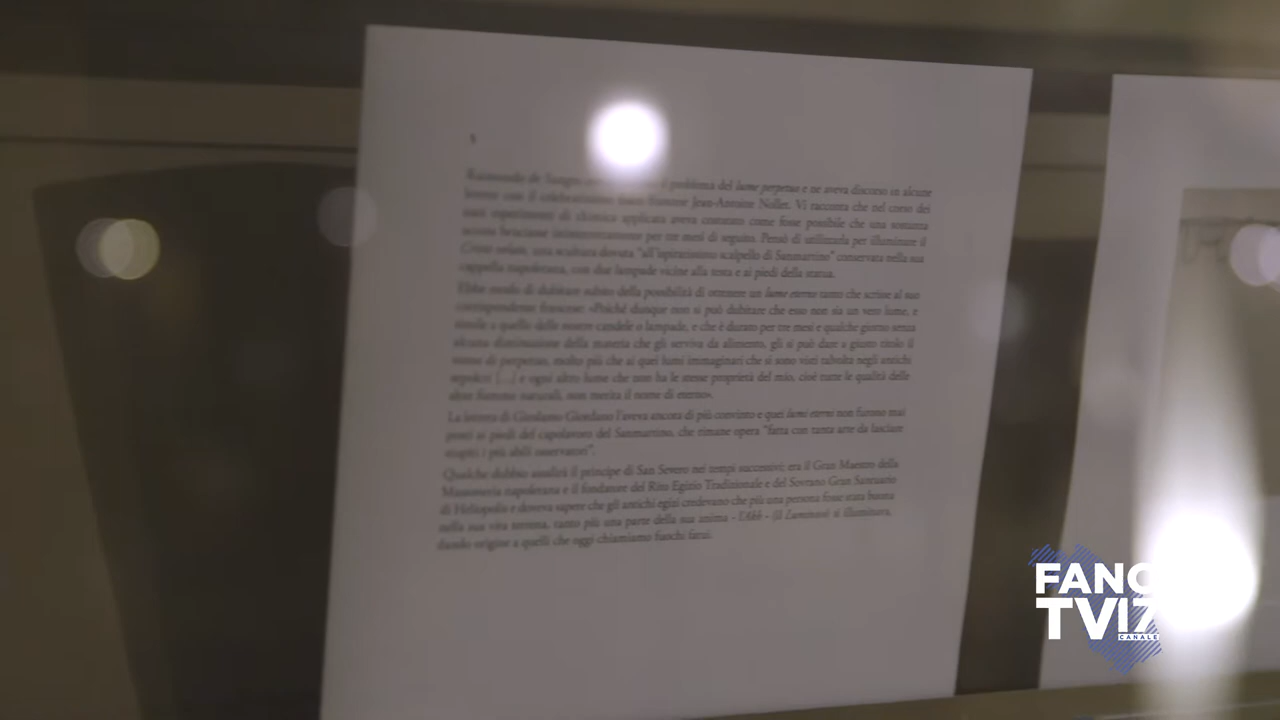 Raimondo de Sangro problema del lume perpetuo e ne aveva discusso in alcune
lettere con il francese Jean-Antoine Nollet. Vi racconta che nel corso dei
suoi esperimenti di chimica applicata aveva constatato come fosse possibile che una sostanza
bruciasse ininterrottamente per tre mesi di seguito. Pensò di utilizzarla per illuminare il
Cristo velato, una scultura dovuta "all'ispiratissimo scalpello di Sanmartino" conservata nella sua
cappella napoletana, con due lampade vicine alla testa e ai piedi della statua.
Ebbe modo di dubitare subito della possibilità di ottenere un lume eterno tanto che scrisse al suo
corrispondente francese: «Poiché dunque non si può dubitare che esso non sia un vero lume, e
simile a quello delle nostre candele o lampade, e che è durato per tre mesi e qualche giorno senza
alcuna diminuzione della materia che gli serviva da alimento, gli si può dare a giusto titolo il
nome di perpetuo, molto più che ai quei lumi immaginari che si sono visti talvolta negli antichi
sepolcri [...] e ogni altro lume che non ha le stesse proprietà del mio, cioè tutte le qualità delle
altre fiamme naturali, non merita il nome di eterno».
La lettera di Girolamo Giordano l'aveva ancora di più convinto e quei lumi eterni non furono mai
posti ai piedi del capolavoro del Sanmartino, che rimane opera "fatta con tanta arte da lasciare
stupiti i più abili osservatori".
Qualche dubbio assalirà il principe di San Severo nei tempi successivi; era il Gran Maestro della
Massoneria napoletana e il fondatore del Rito Egizio Tradizionale e del Sovrano Gran Santuario
di Heliopolis e doveva sapere che gli antichi egizi credevano che più una persona fosse stata buona
nella sua vita terrena, tanto più una parte della sua anima - l'Akh - (il Luminoso) si illuminava,
dando origine a quelli che oggi chiamiamo fuochi fatui.
FANO
TV17
CANALE